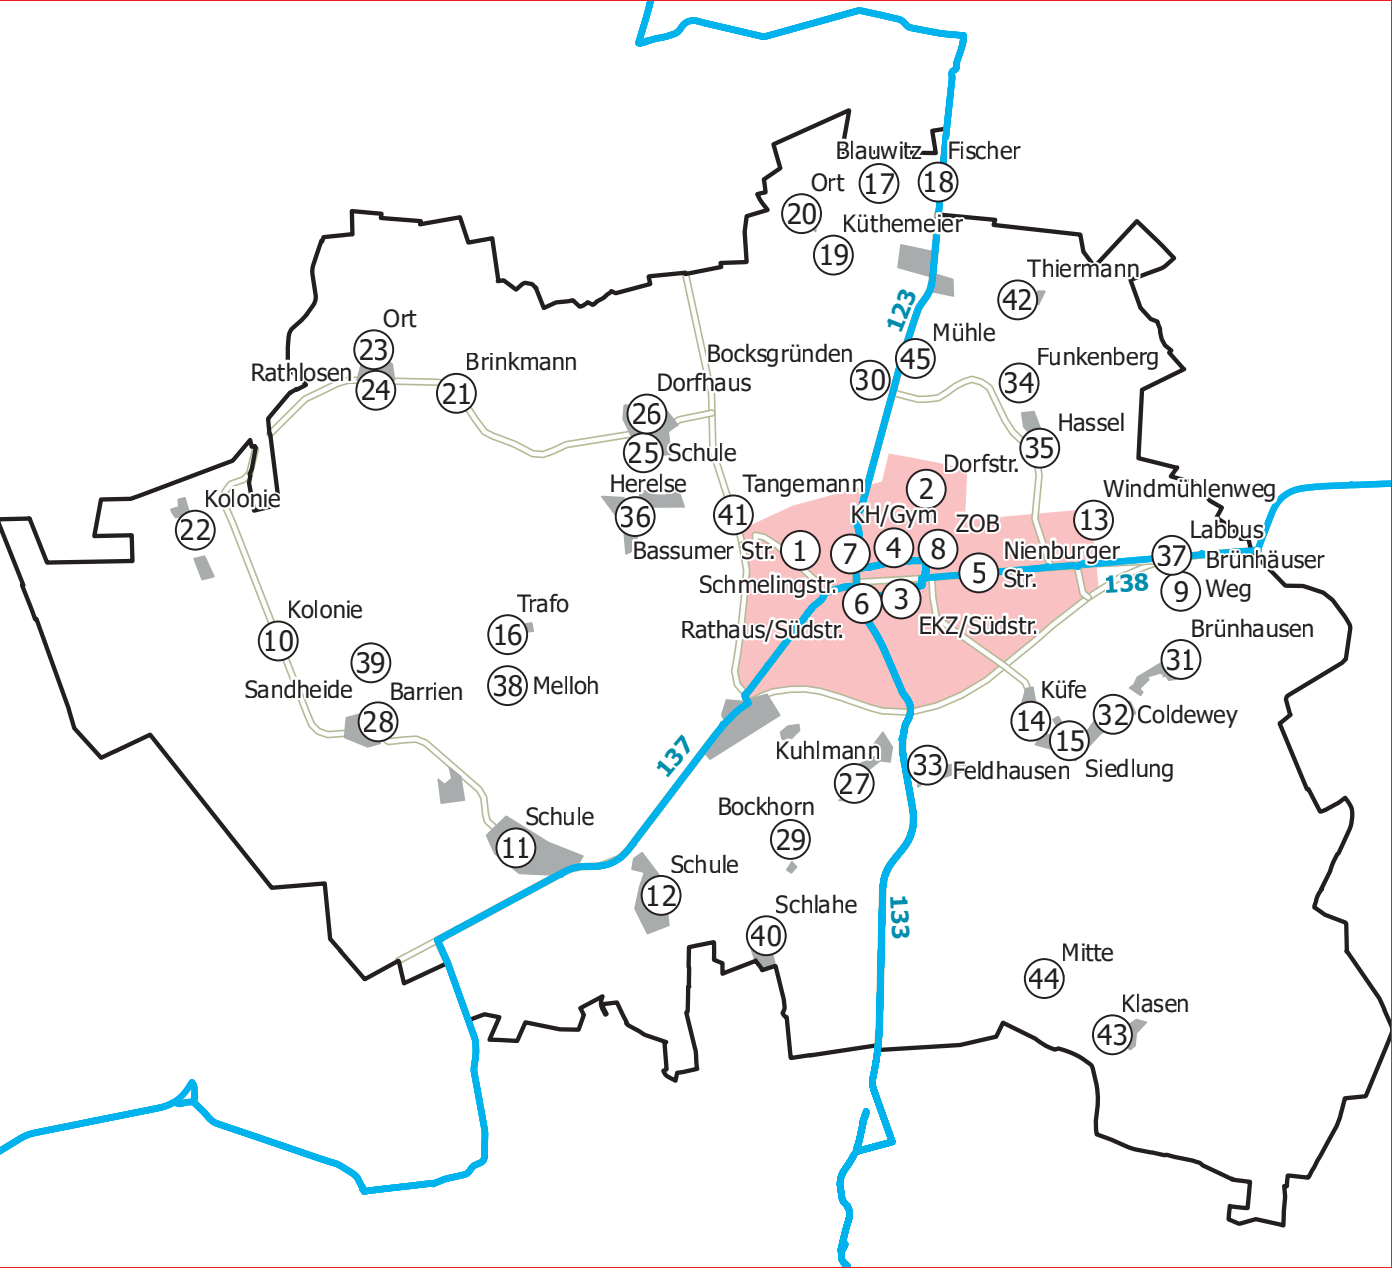 Blauwitz
Fischer
17
18
Ort
20
Küthemeier
19
Thiermann
42
123
Ort
23
Mühle
45
Rathlosen
24
Brinkmann
21
Bocksgründen
30
Funkenberg
34
Dorfhaus
26
25
Schule
Hassel
35
Dorfstr.
2
Herelse
36
Tangemann
41
Windmühlenweg
13
Kolonie
22
KH/Gym
ZOB
Labbus
37
Bassumer Str.
1
7
4
8
Nienburger
Str.
5
Brünhäuser
Weg
9
138
Schmelingstr.
6
3
Rathaus/Südstr.
EKZ/Südstr.
Kolonie
10
Trafo
16
Brünhausen
31
39
Sandheide
38
Melloh
Barrien
28
Küfe
14
32
Coldewey
15
Siedlung
137
Kuhlmann
27
33
Feldhausen
Schule
11
Bockhorn
29
Schule
12
Schlahe
40
133
Mitte
44
Klasen
43